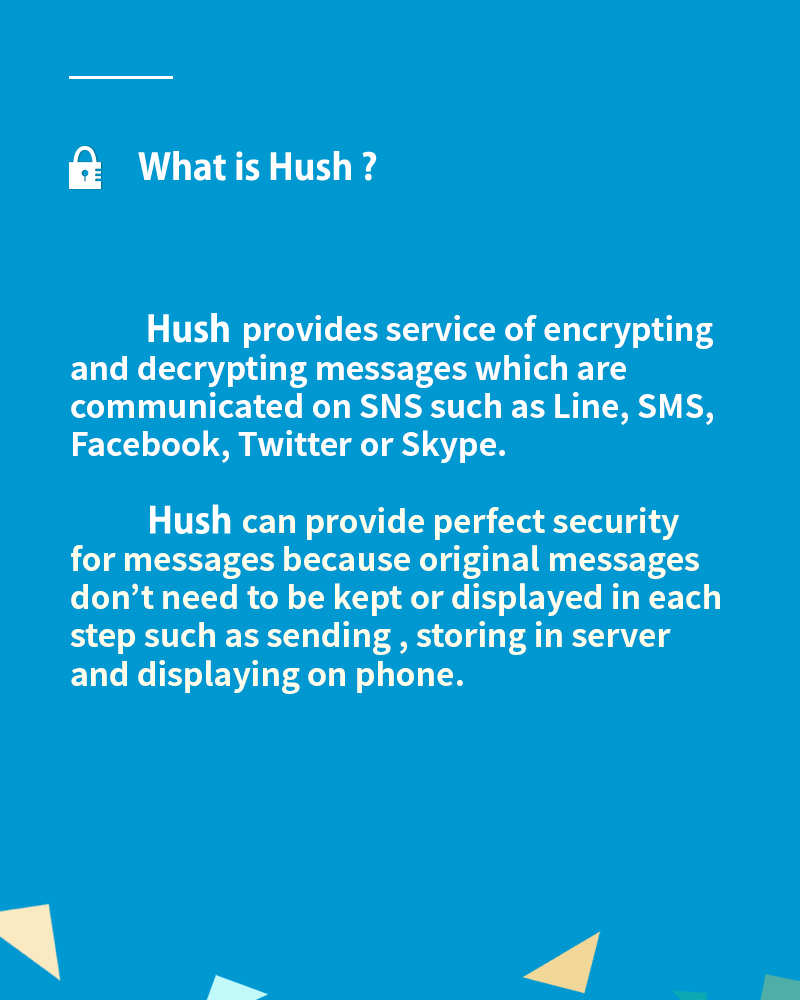 What is Hush ?
Hush provides service of encrypting
and decrypting messages which are
communicated on SNS such as Line, SMS,
Facebook, Twitter or Skype.
Hush can provide perfect security
for messages because original messages
don’t need to be kept or displayed in each
step such as sending , storing in server
and displaying on phone.